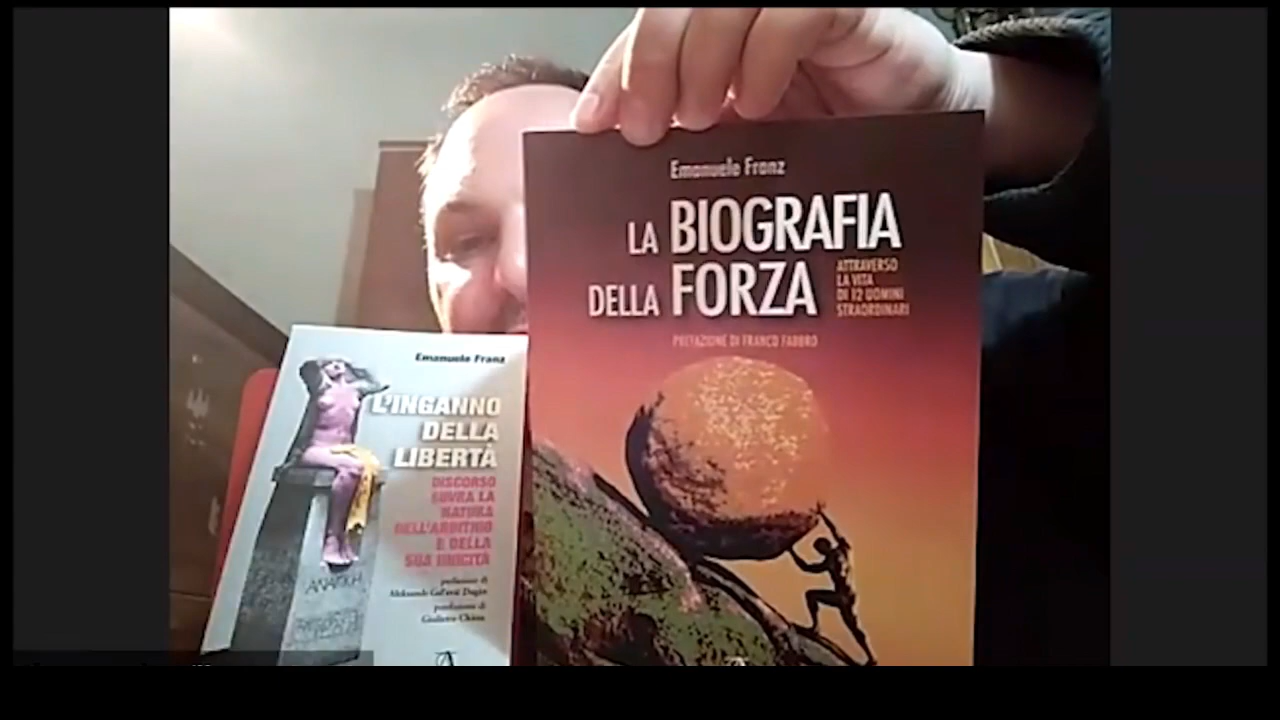 Emanuele Franz
LA BIOGRAFIA
DELLA FORZA
ATTRAVERSO
LA VITA
DI 12 UOMINI
STRAORDINARI
PREFAZIONE DI FRANCO FABBRO
Emanuele Franz
L'INGANNO
DELLA
LIBERTÀ
DISCORSO
SOVRA LA
NATURA
DELL'ARBITRIO
E DELLA
SUA UNICITÀ
prefazione di
Aleksandr Gel'evič Dugin
postfazione di
Giulietto Chiesa
ΑΝΑΓΚΗ